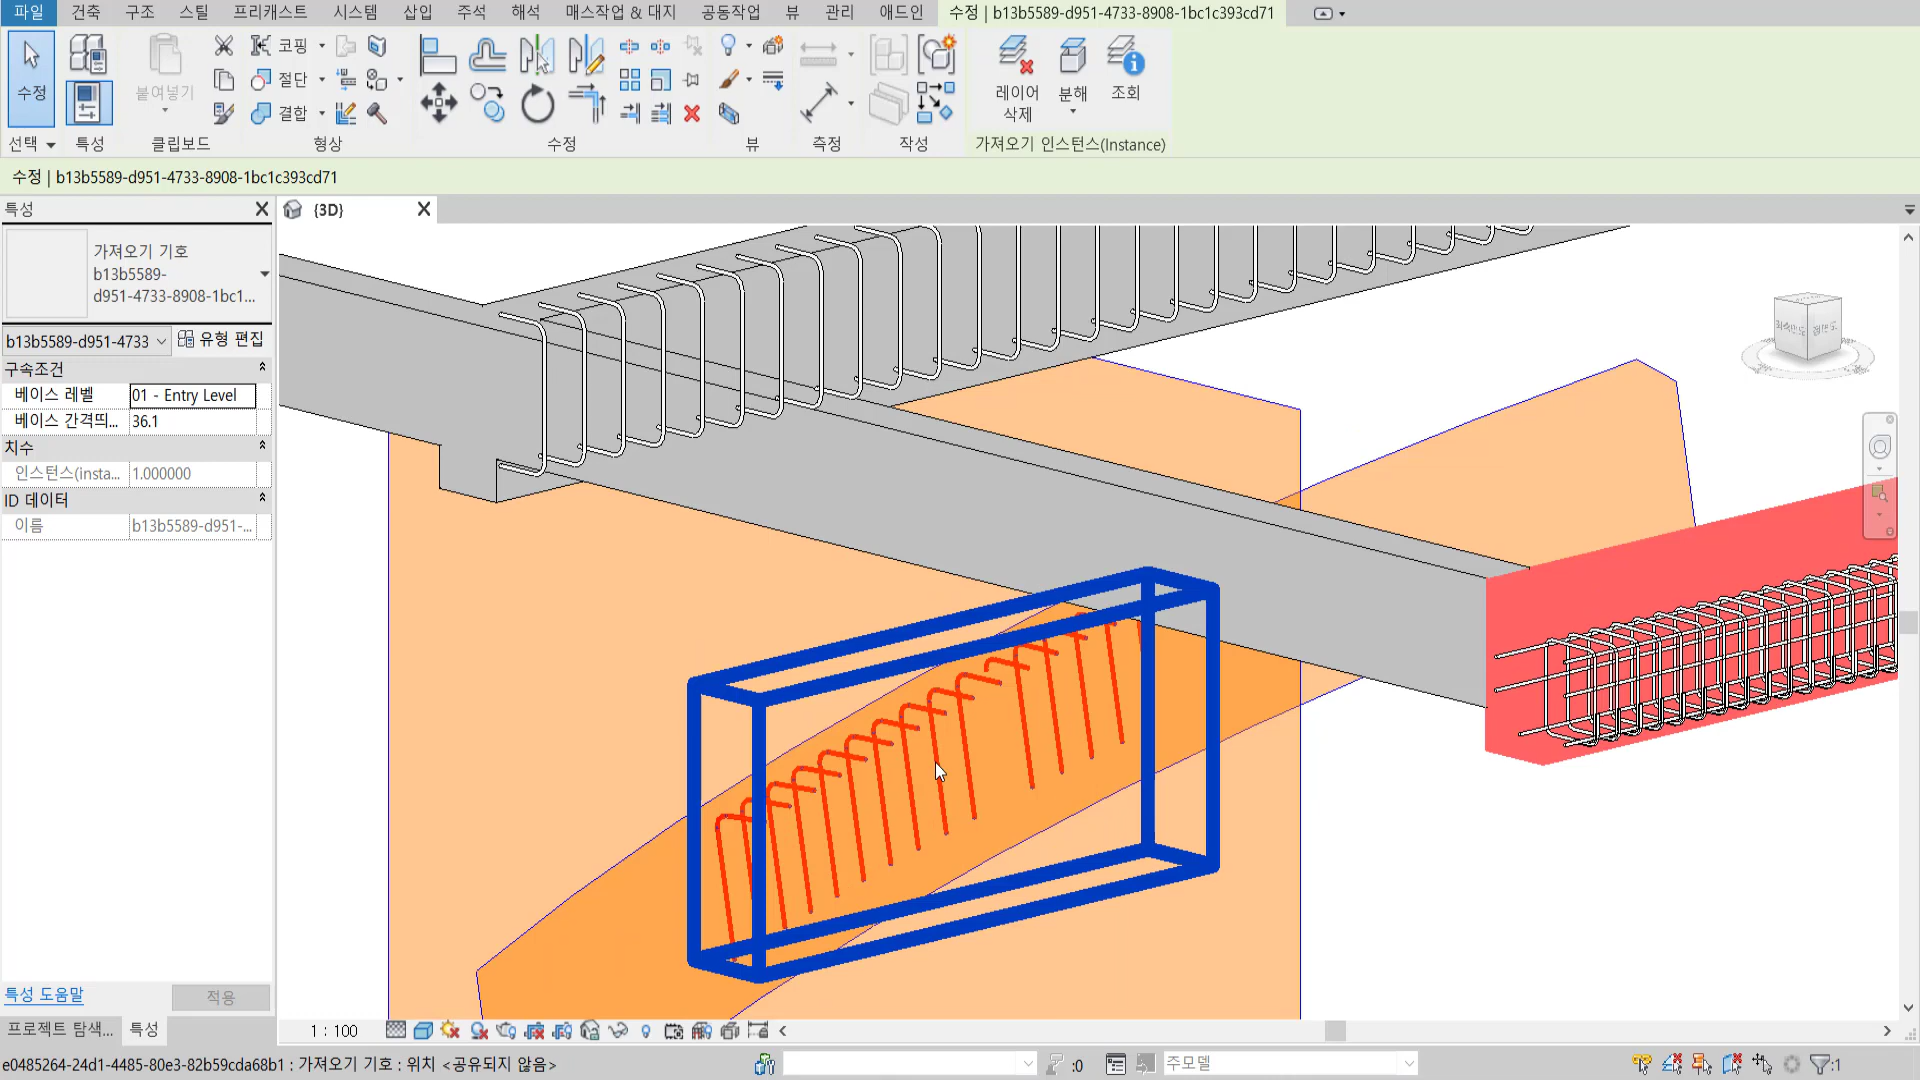 파일 건축 구조 스틸 프리캐스트 시스템 삽입 주석 해석 매스작업 & 대지 공동작업 뷰 관리 애드인 수정 | b13b5589-d951-4733-8908-1bc1c393cd71
수정
붙여넣기
코핑
절단
결합
레이어
삭제
분해
조회
선택 특성 클립보드 형상 수정 뷰 측정 작성 가져오기 인스턴스(Instance)
수정 | b13b5589-d951-4733-8908-1bc1c393cd71
특성
{3D}
가져오기 기호
b13b5589-
d951-4733-8908-1bc1...
b13b5589-d951-4733
유형 편집
구속조건
베이스 레벨 01 - Entry Level
베이스 간격띄... 36.1
치수
인스턴스(insta... 1.000000
ID 데이터
이름 b13b5589-d951-...
특성 도움말
적용
프로젝트 탐색... 특성
1 : 100
e0485264-24d1-4485-80e3-82b59cda68b1 : 가져오기 기호 : 위치 <공유되지 않음>
:0
주모델
:1